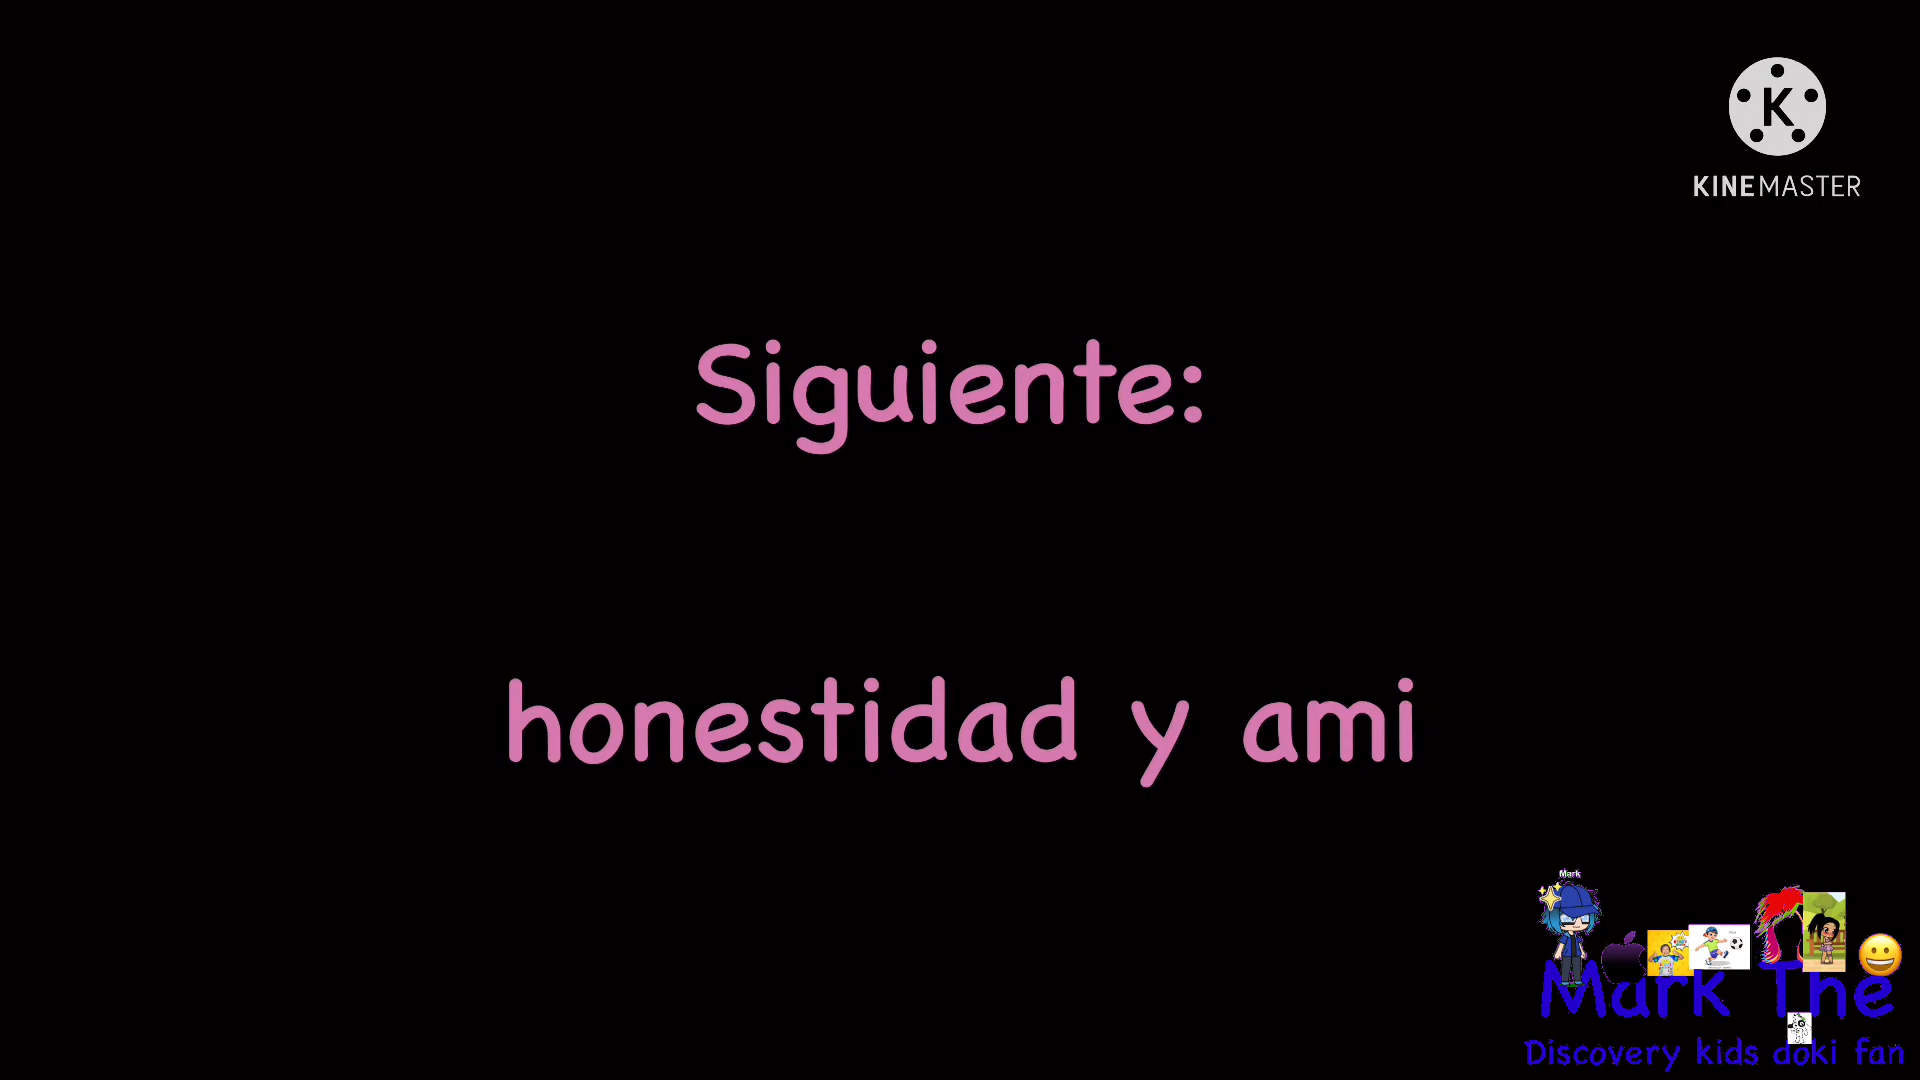 KINEMASTER
Siguiente:
honestidad y ami
Mark
Mark The
Discovery kids doki fan